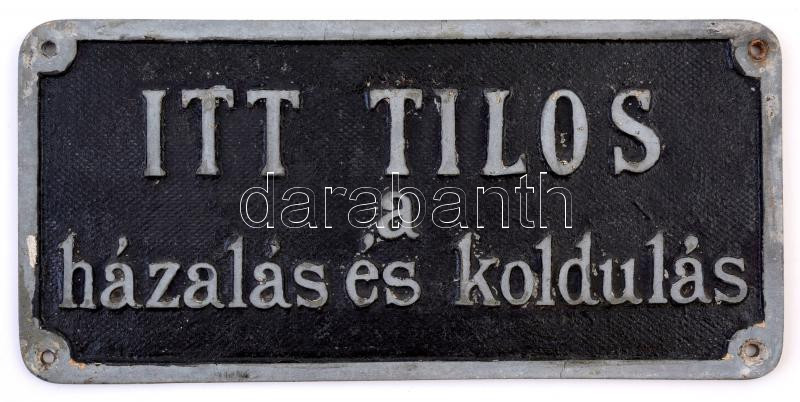 ITT TILOS
a
házalás és koldulás
darabanth